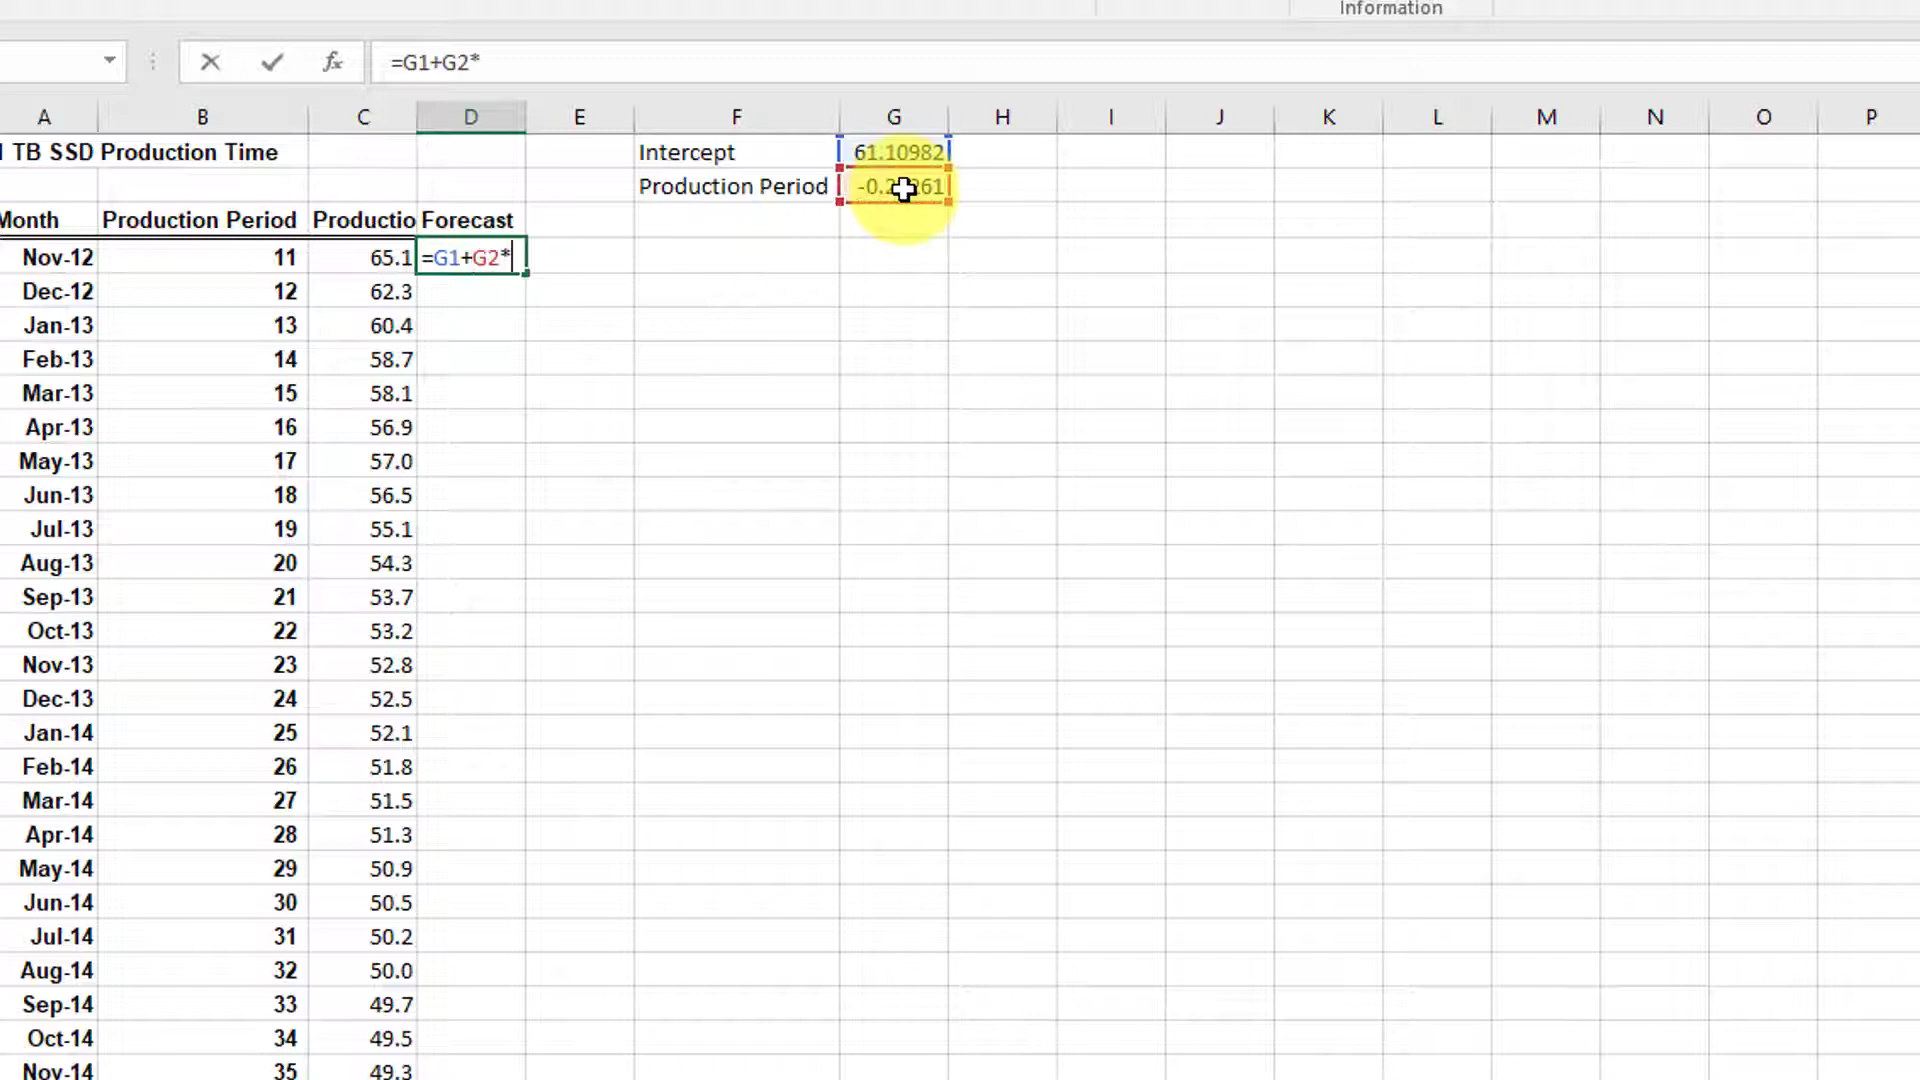 Information
fx =G1+G2*
A B C D E F G H I J K L M N O P
TB SSD Production Time Intercept 61.10982
Production Period
Month Production Period Productio Forecast
Nov-12 11 65.1 =G1+G2*
Dec-12 12 62.3
Jan-13 13 60.4
Feb-13 14 58.7
Mar-13 15 58.1
Apr-13 16 56.9
May-13 17 57.0
Jun-13 18 56.5
Jul-13 19 55.1
Aug-13 20 54.3
Sep-13 21 53.7
Oct-13 22 53.2
Nov-13 23 52.8
Dec-13 24 52.5
Jan-14 25 52.1
Feb-14 26 51.8
Mar-14 27 51.5
Apr-14 28 51.3
May-14 29 50.9
Jun-14 30 50.5
Jul-14 31 50.2
Aug-14 32 50.0
Sep-14 33 49.7
Oct-14 34 49.5
Nov-14 35 49.3